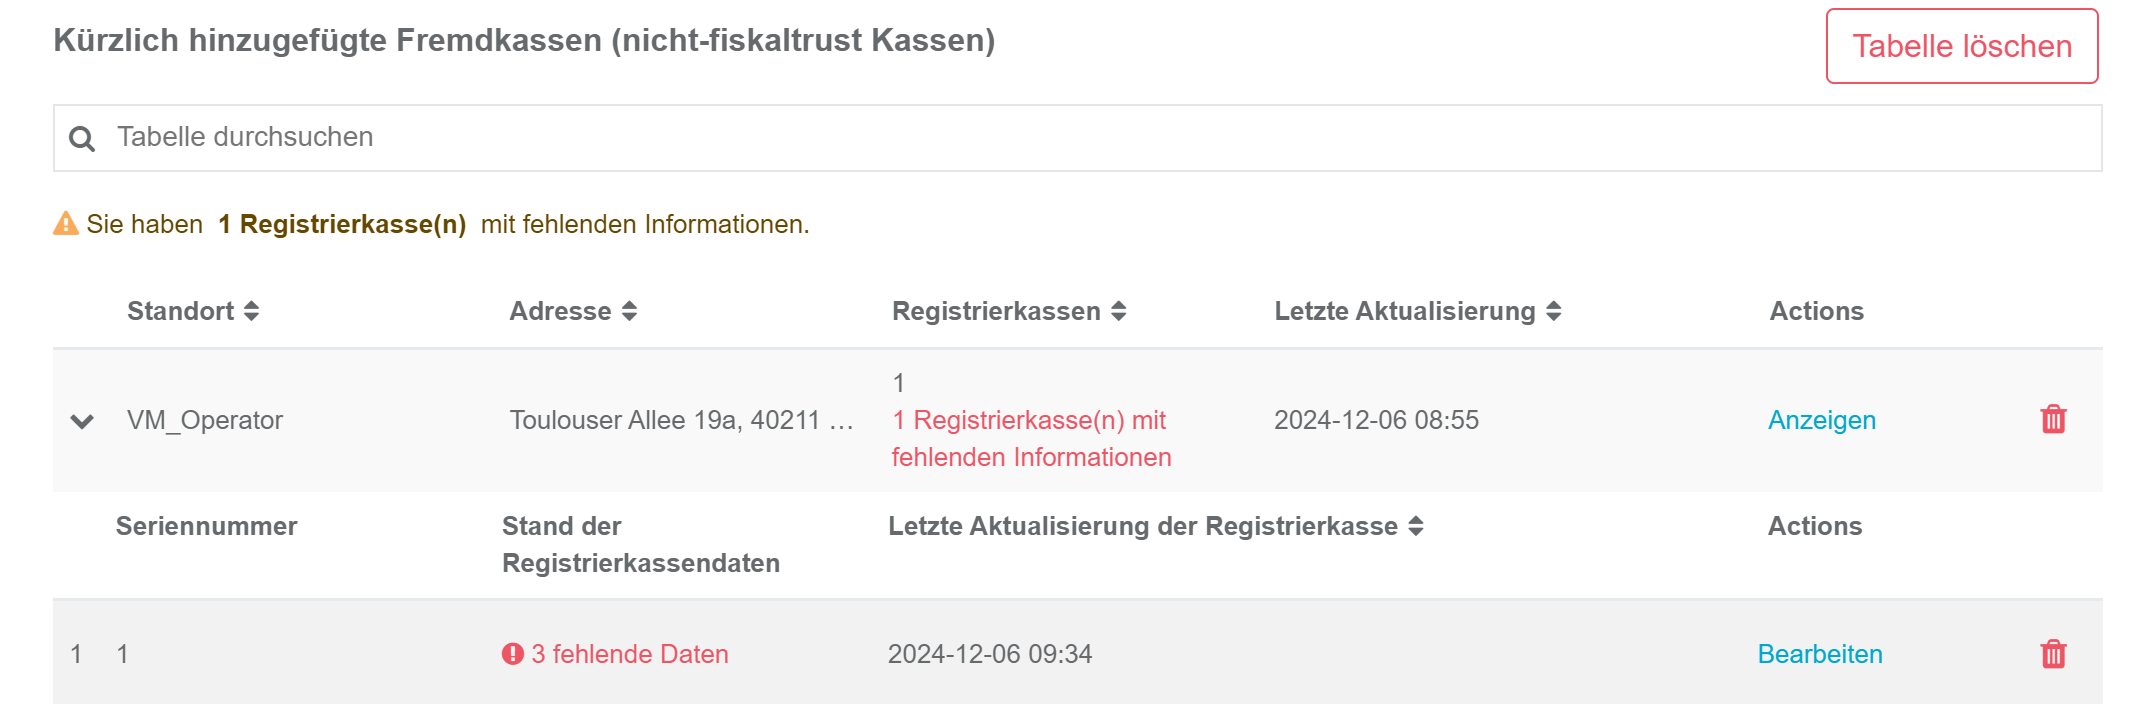 Kürzlich hinzugefügte Fremdkassen (nicht-fiskaltrust Kassen)
Tabelle löschen
Tabelle durchsuchen
Sie haben 1 Registrierkasse(n) mit fehlenden Informationen.
Standort Adresse Registrierkassen Letzte Aktualisierung Actions
1
VM_Operator Toulouser Allee 19a, 40211 … 1 Registrierkasse(n) mit 2024-12-06 08:55 Anzeigen
fehlenden Informationen
Seriennummer Stand der Letzte Aktualisierung der Registrierkasse Actions
Registrierkassendaten
1 1 3 fehlende Daten 2024-12-06 09:34 Bearbeiten